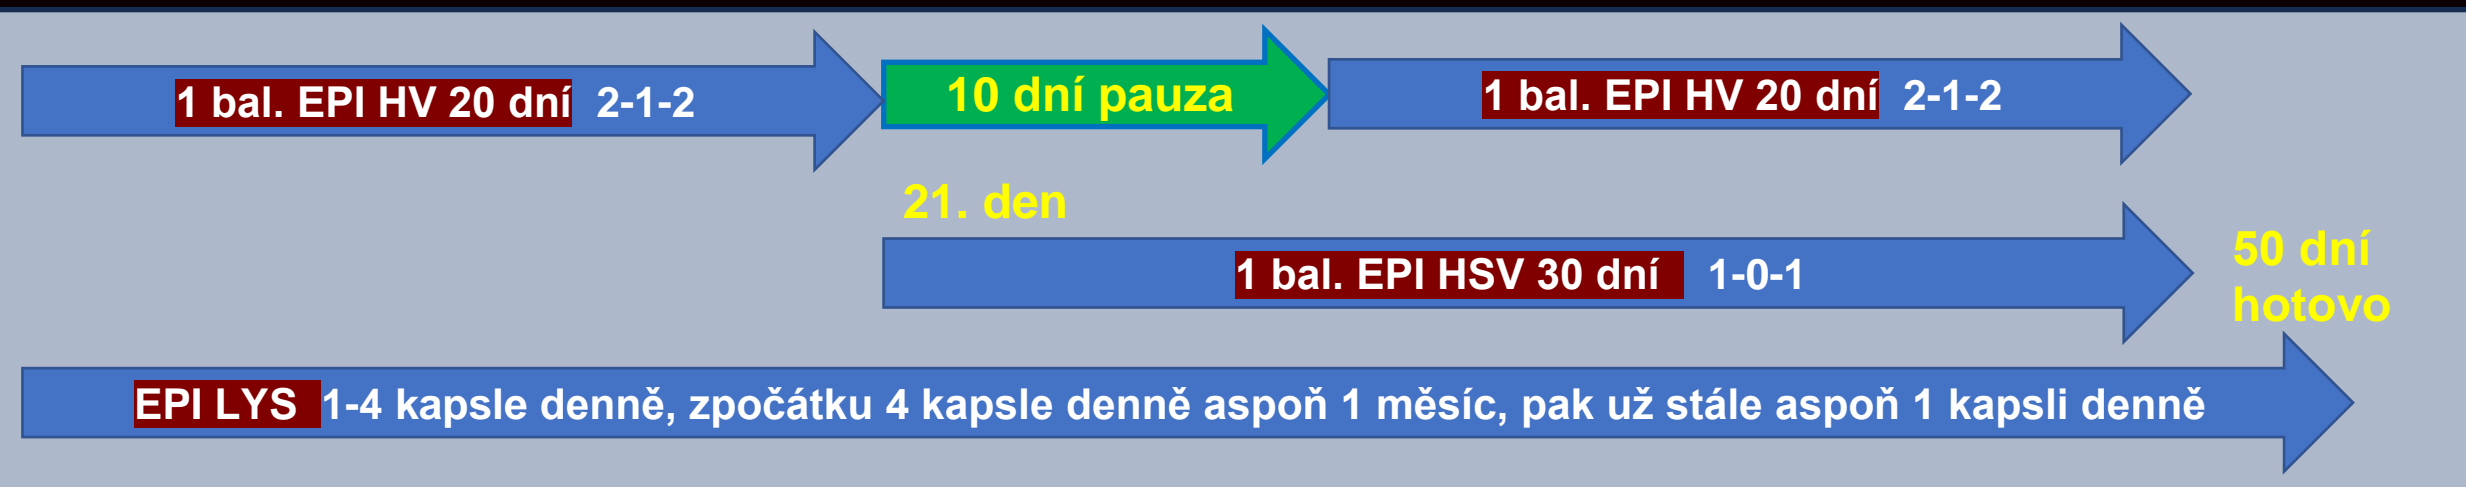 1 bal. EPI HV 20 dní 2-1-2
10 dní pauza
1 bal. EPI HV 20 dní 2-1-2
21. den
1 bal. EPI HSV 30 dní 1-0-1
50 dní
hotovo
EPI LYS 1-4 kapsle denně, zpočátku 4 kapsle denně aspoň 1 měsíc, pak už stále aspoň 1 kapsli denně